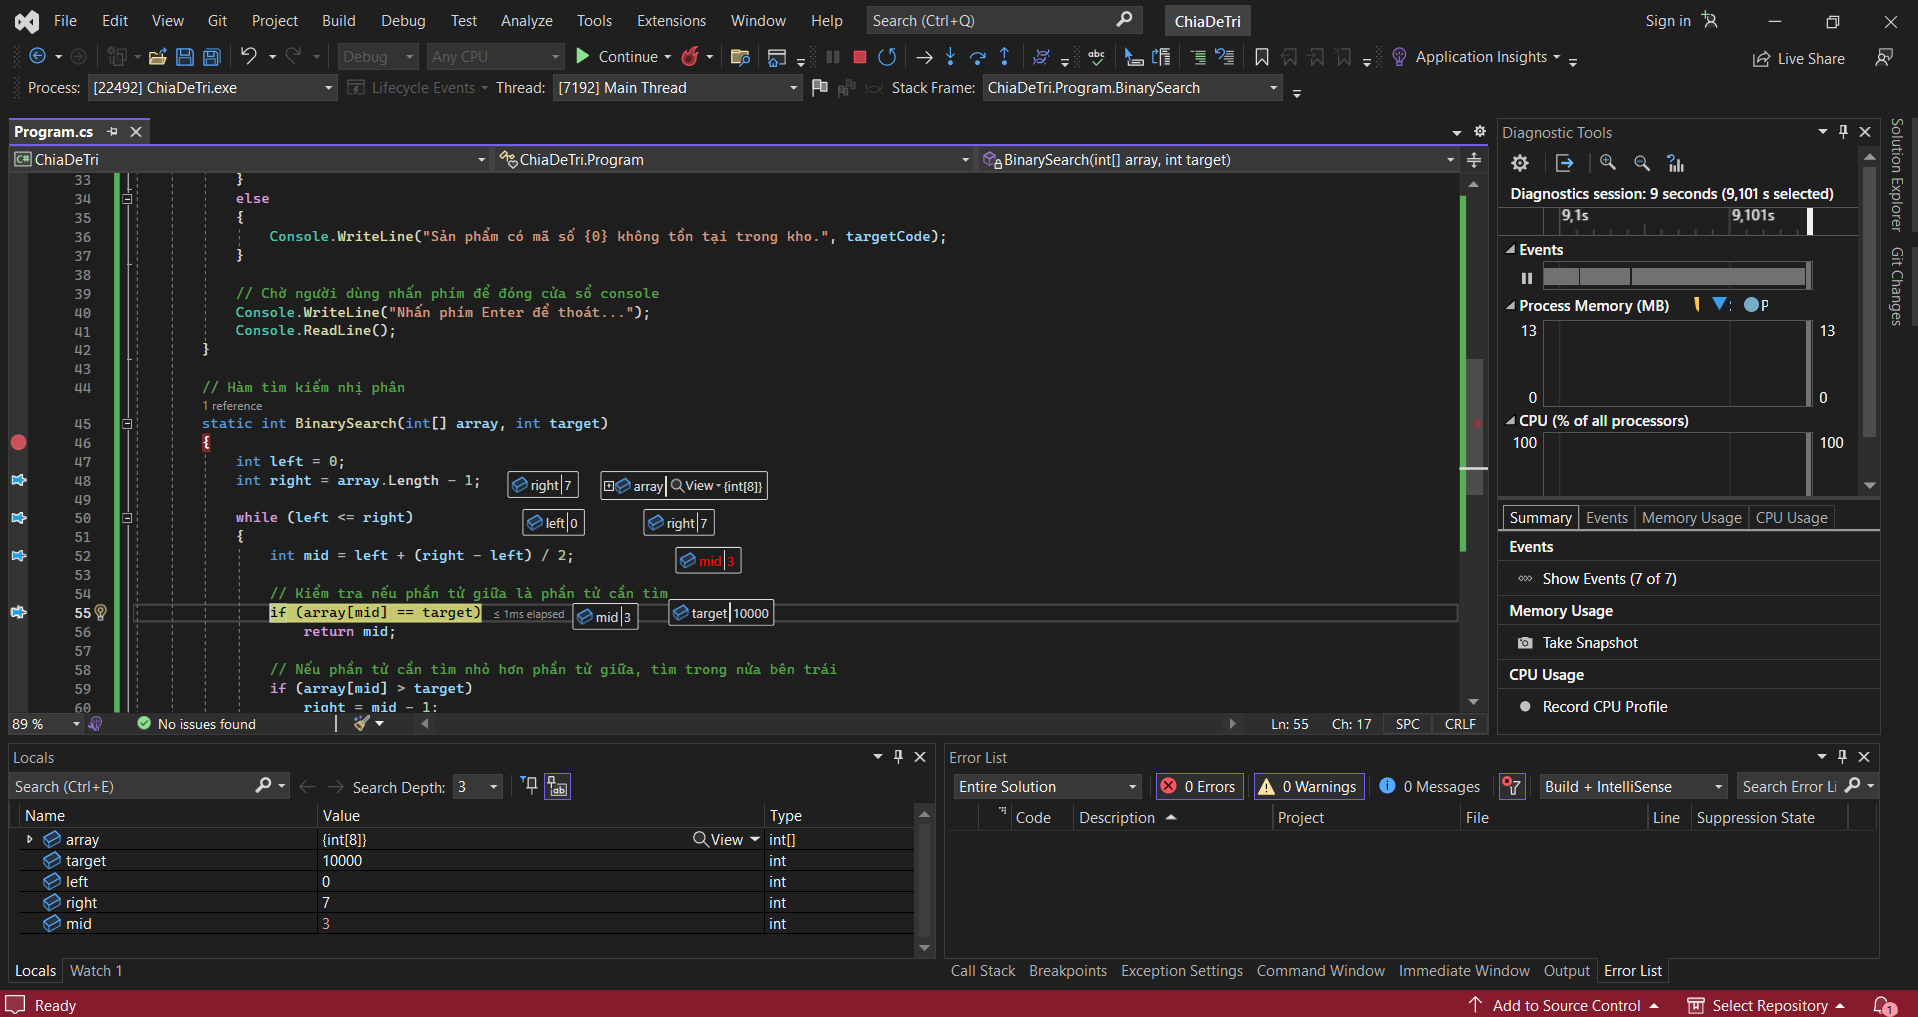 File Edit View Git Project Build Debug Test Analyze Tools Extensions Window Help Search (Ctrl+Q) ChiaDeTri Sign in
Debug Any CPU Continue abc Application Insights Live Share
Process: [22492] ChiaDeTri.exe Lifecycle Events Thread: [7192] Main Thread Stack Frame: ChiaDeTri.Program.BinarySearch
Program.cs
C# ChiaDeTri ChiaDeTri.Program BinarySearch(int[] array, int target)
33 }
34 else
35 {
36 Console.WriteLine("Sản phẩm có mã số {0} không tồn tại trong kho.", targetCode);
37 }
38
39 // Chờ người dùng nhấn phím để đóng cửa sổ console
40 Console.WriteLine("Nhấn phím Enter để thoát...");
41 Console.ReadLine();
42 }
43
44 // Hàm tìm kiếm nhị phân
1 reference
45 static int BinarySearch(int[] array, int target)
46 {
47 int left = 0;
48 int right = array.Length - 1; right 7 array View {int[8]}
49
50 while (left <= right) left 0 right 7
51 {
52 int mid = left + (right - left) / 2; mid 3
53
54 // Kiểm tra nếu phần tử giữa là phần tử cần tìm
55 if (array[mid] == target) ≤ 1ms elapsed mid 3 target 10000
56 return mid;
57
58 // Nếu phần tử cần tìm nhỏ hơn phần tử giữa, tìm trong nửa bên trái
59 if (array[mid] > target)
60 right = mid - 1;
89 % No issues found Ln: 55 Ch: 17 SPC CRLF
Diagnostic Tools
Diagnostics session: 9 seconds (9,101 s selected)
9,1s 9,101s
Events
Process Memory (MB) P
13 13
0 0
CPU (% of all processors)
100 100
Summary Events Memory Usage CPU Usage
Events
Show Events (7 of 7)
Memory Usage
Take Snapshot
CPU Usage
Record CPU Profile
Solution Explorer
Git Changes
Locals
Search (Ctrl+E) Search Depth: 3
Name Value Type
array {int[8]} View int[]
target 10000 int
left 0 int
right 7 int
mid 3 int
Locals Watch 1
Error List
Entire Solution 0 Errors 0 Warnings 0 Messages Build + IntelliSense Search Error Li
Code Description Project File Line Suppression State
Call Stack Breakpoints Exception Settings Command Window Immediate Window Output Error List
Ready Add to Source Control Select Repository 1